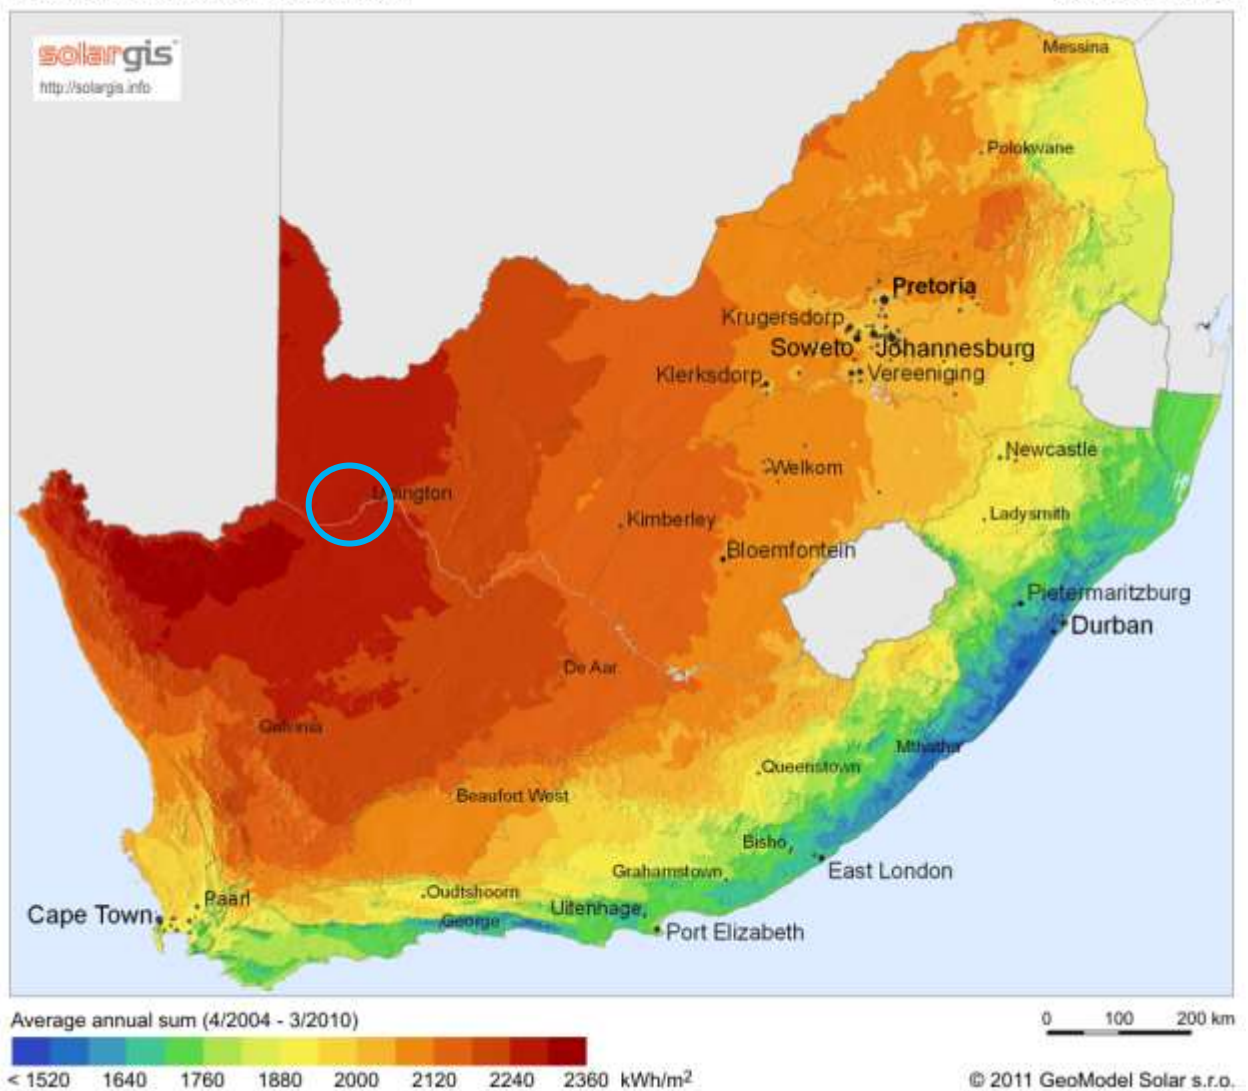 solargis
http://solargis.info
Messina
Polokwane
Pretoria
Krugersdorp
Soweto
Johannesburg
Klerksdorp
Vereeniging
Newcastle
Welkom
Kimberley
Ladysmith
Bloemfontein
Pietermaritzburg
Durban
De Aar
Mthatha
Queenstown
Beaufort West
Bisho
East London
Grahamstown
Oudtshoorn
Paarl
Cape Town
Uitenhage
George
Port Elizabeth
Average annual sum (4/2004 - 3/2010)
0 100 200 km
< 1520 1640 1760 1880 2000 2120 2240 2360 kWh/m²
© 2011 GeoModel Solar s.r.o.